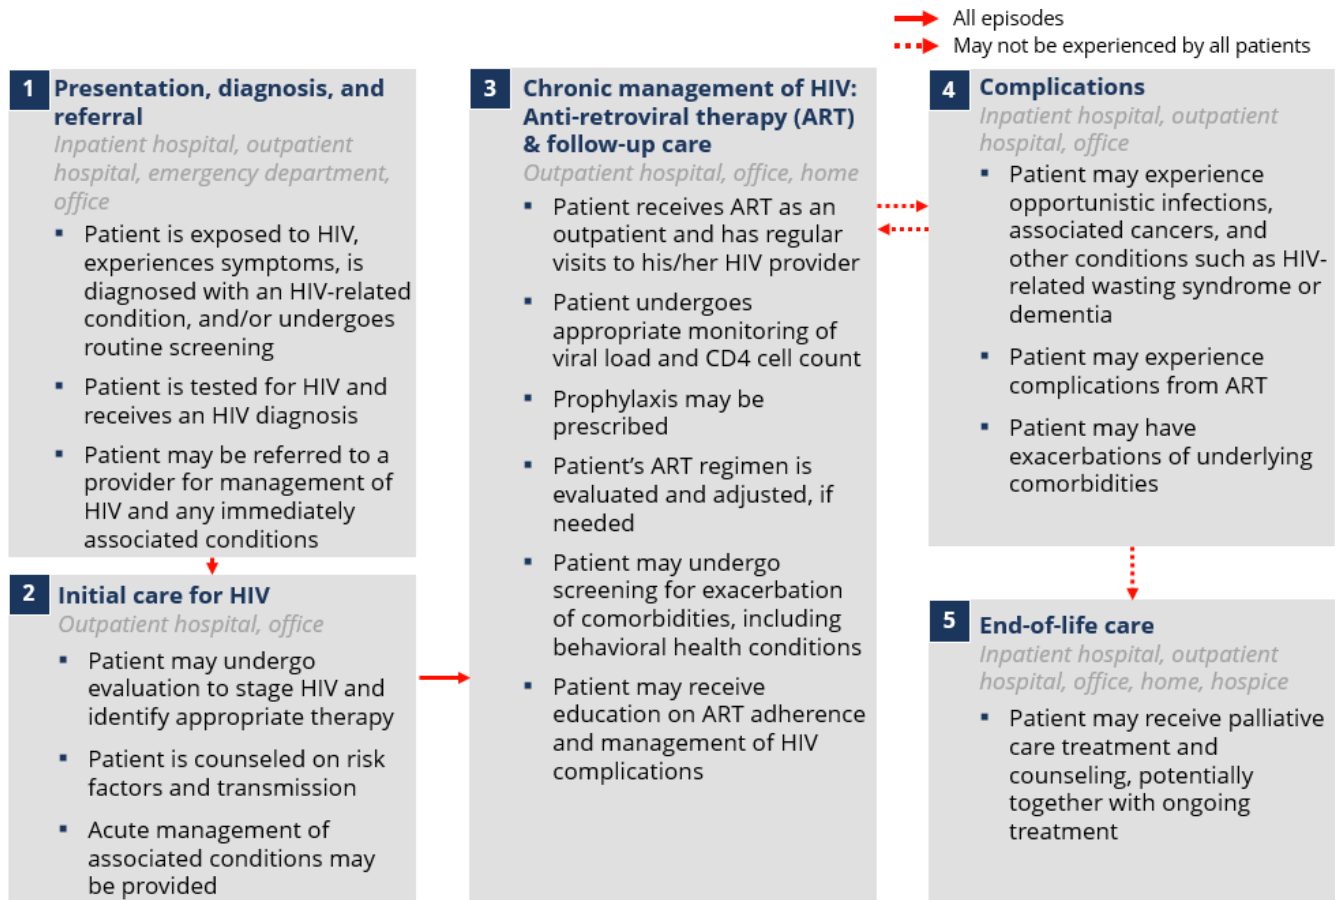 All episodes
May not be experienced by all patients
1
Presentation, diagnosis, and
referral
Inpatient hospital, outpatient
hospital, emergency department,
office
▪ Patient is exposed to HIV,
experiences symptoms, is
diagnosed with an HIV-related
condition, and/or undergoes
routine screening
▪ Patient is tested for HIV and
receives an HIV diagnosis
▪ Patient may be referred to a
provider for management of
HIV and any immediately
associated conditions
2
Initial care for HIV
Outpatient hospital, office
▪ Patient may undergo
evaluation to stage HIV and
identify appropriate therapy
▪ Patient is counseled on risk
factors and transmission
▪ Acute management of
associated conditions may
be provided
3
Chronic management of HIV:
Anti-retroviral therapy (ART)
& follow-up care
Outpatient hospital, office, home
▪ Patient receives ART as an
outpatient and has regular
visits to his/her HIV provider
▪ Patient undergoes
appropriate monitoring of
viral load and CD4 cell count
▪ Prophylaxis may be
prescribed
▪ Patient’s ART regimen is
evaluated and adjusted, if
needed
▪ Patient may undergo
screening for exacerbation
of comorbidities, including
behavioral health conditions
▪ Patient may receive
education on ART adherence
and management of HIV
complications
4
Complications
Inpatient hospital, outpatient
hospital, office
▪ Patient may experience
opportunistic infections,
associated cancers, and
other conditions such as HIV-
related wasting syndrome or
dementia
▪ Patient may experience
complications from ART
▪ Patient may have
exacerbations of underlying
comorbidities
5
End-of-life care
Inpatient hospital, outpatient
hospital, office, home, hospice
▪ Patient may receive palliative
care treatment and
counseling, potentially
together with ongoing
treatment